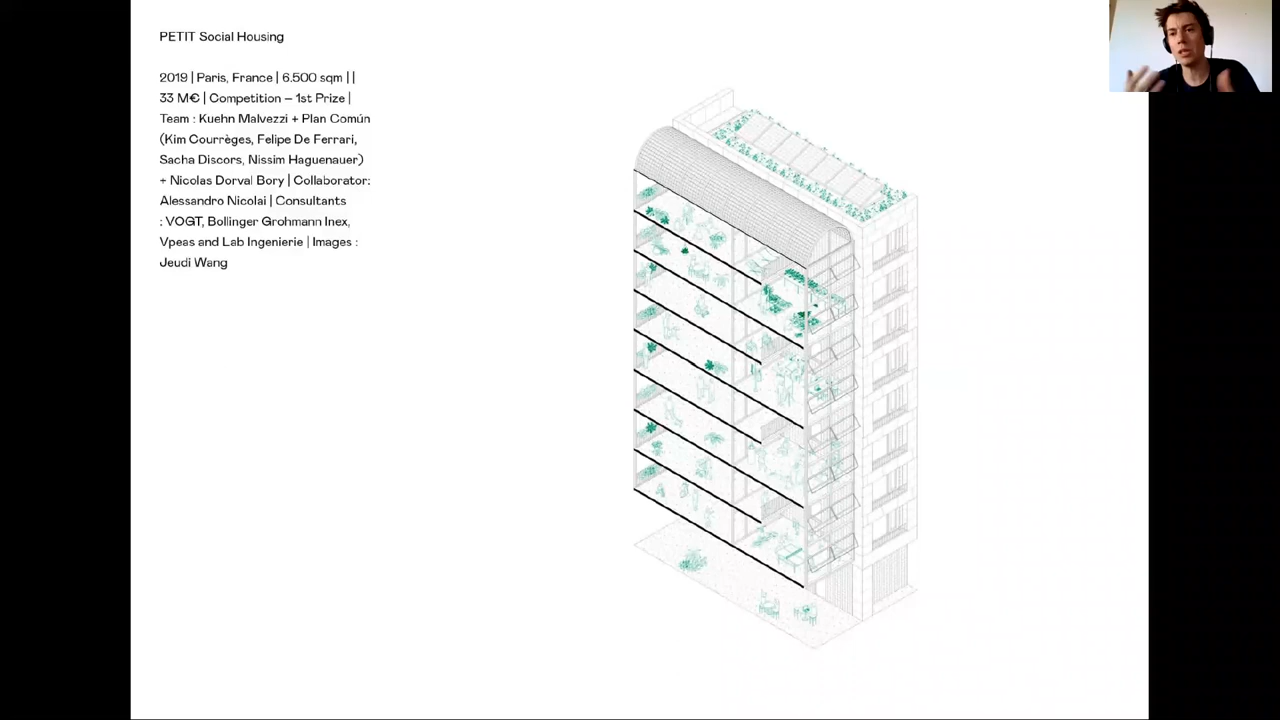 PETIT Social Housing
2019 | Paris, France | 6.500 sqm | |
33 M€ | Competition – 1st Prize |
Team : Kuehn Malvezzi + Plan Común
(Kim Courrèges, Felipe De Ferrari,
Sacha Discors, Nissim Haguenauer)
+ Nicolas Dorval Bory | Collaborator:
Alessandro Nicolai | Consultants
: VOGT, Bollinger Grohmann Inex,
Vpeas and Lab Ingenierie | Images :
Jeudi Wang